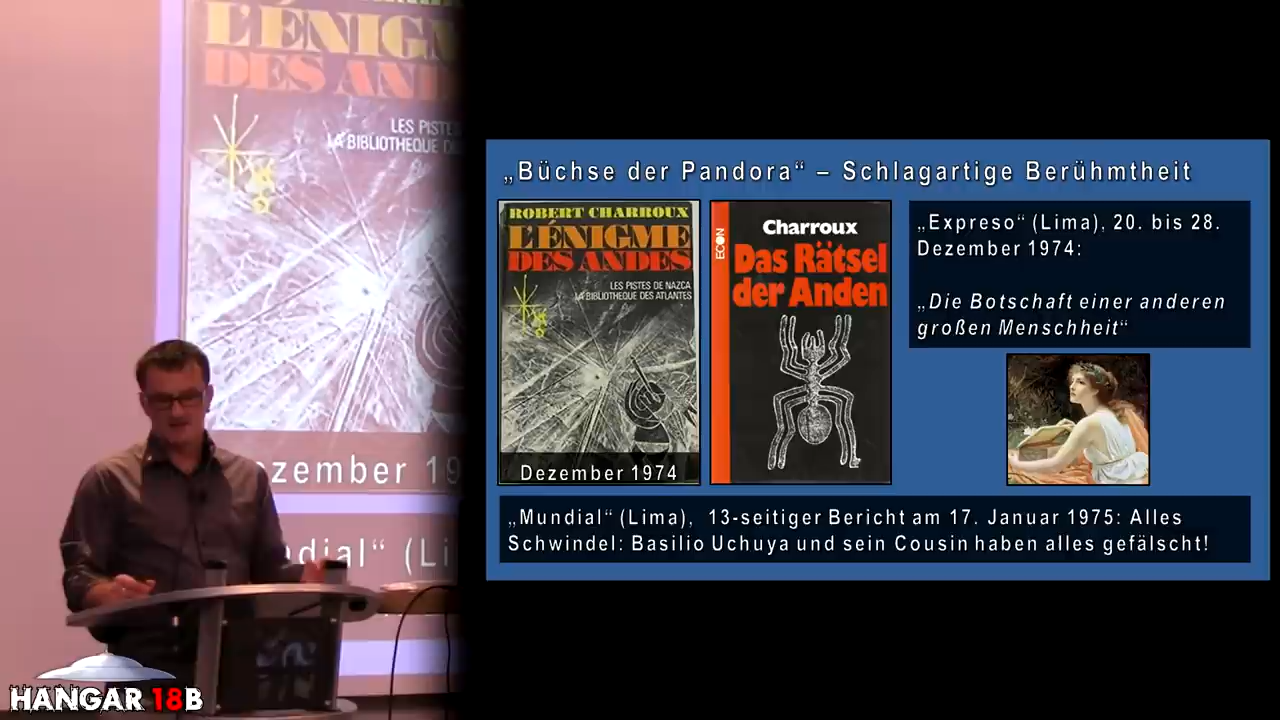 L'ÉNIGM
DES AN
LES PISTE
LA BIBLIOTHEQUE D
ezember 19
ndial“ (Li
HANGAR 18B
„Büchse der Pandora“ – Schlagartige Berühmtheit
ROBERT CHARROUX
L'ÉNIGME
DES ANDES
LES PISTES DE NAZCA
LA BIBLIOTHEQUE DES ATLANTES
Dezember 1974
ECON
Charroux
Das Rätsel
der Anden
„Expreso“ (Lima), 20. bis 28.
Dezember 1974:
„Die Botschaft einer anderen
großen Menschheit“
„Mundial“ (Lima), 13-seitiger Bericht am 17. Januar 1975: Alles
Schwindel: Basilio Uchuya und sein Cousin haben alles gefälscht!